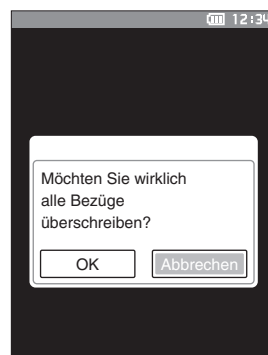 12:34
Möchten Sie wirklich
alle Bezüge
überschreiben?
OK
Abbrechen